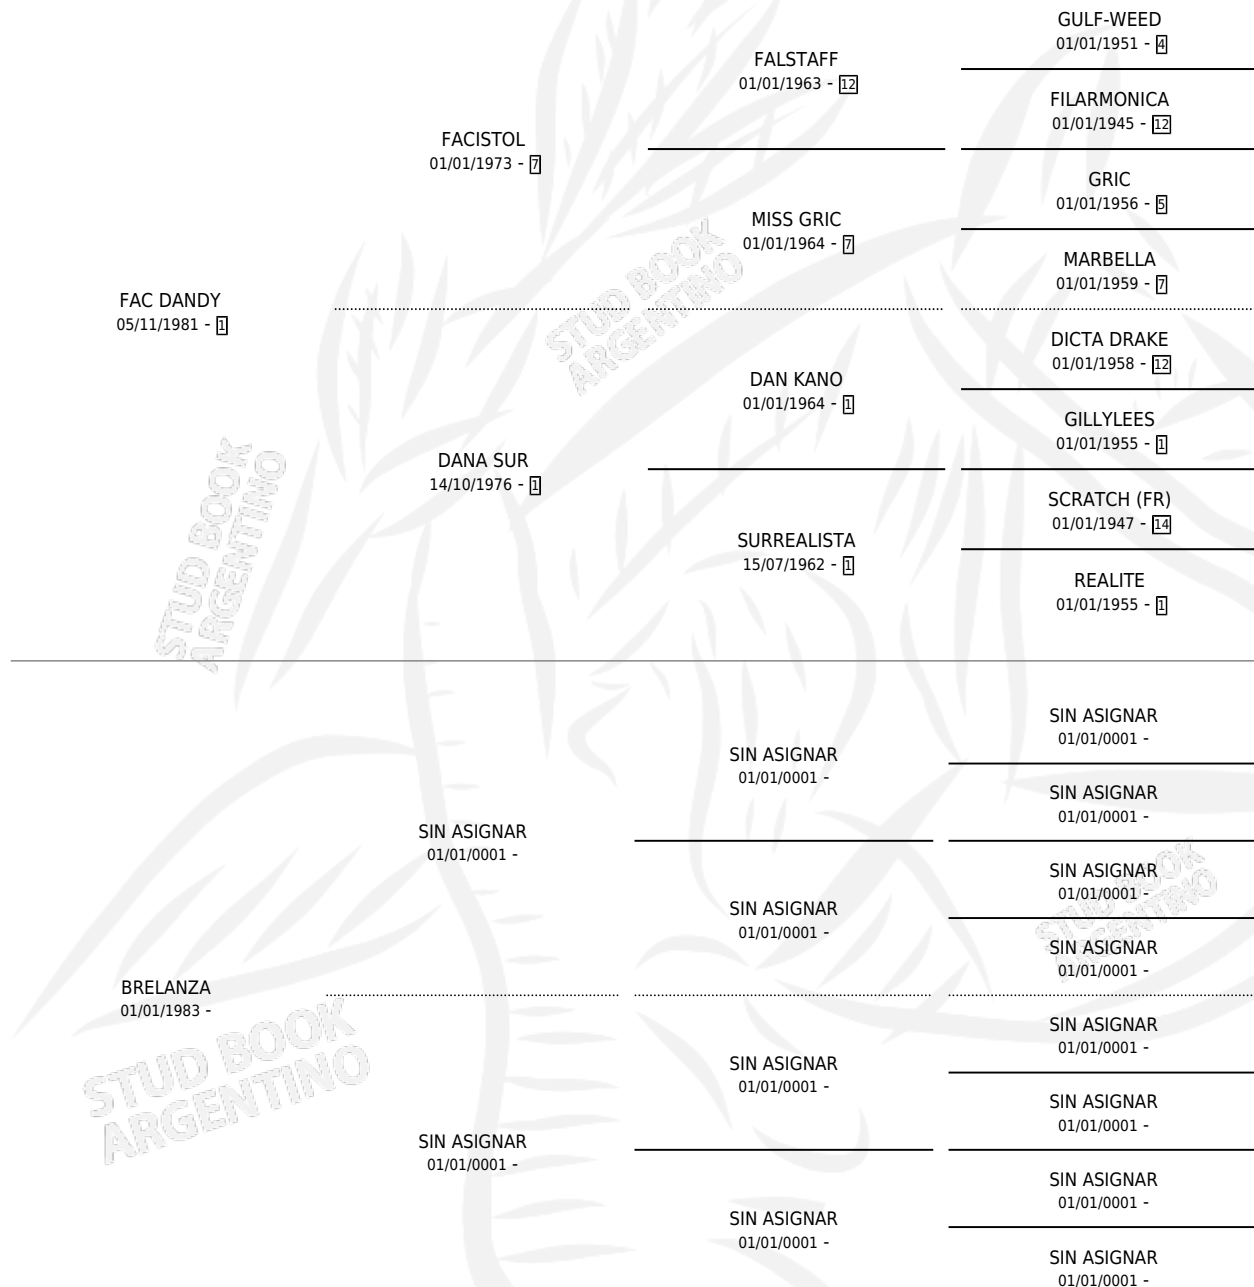 GULF-WEED
01/01/1951 - 4
FALSTAFF
01/01/1963 - 12
FILARMONICA
01/01/1945 - 12
FACISTOL
01/01/1973 - 7
GRIC
01/01/1956 - 5
MISS GRIC
01/01/1964 - 7
MARBELLA
01/01/1959 - 7
FAC DANDY
05/11/1981 - 1
DICTA DRAKE
01/01/1958 - 12
DAN KANO
01/01/1964 - 1
GILLYLEES
01/01/1955 - 1
DANA SUR
14/10/1976 - 1
SCRATCH (FR)
01/01/1947 - 14
SURREALISTA
15/07/1962 - 1
REALITE
01/01/1955 - 1
STUD BOOK
ARGENTINO
STUD BOOK
ARGENTINO
SIN ASIGNAR
01/01/0001 -
SIN ASIGNAR
01/01/0001 -
SIN ASIGNAR
01/01/0001 -
SIN ASIGNAR
01/01/0001 -
SIN ASIGNAR
01/01/0001 -
SIN ASIGNAR
01/01/0001 -
SIN ASIGNAR
01/01/0001 -
BRELANZA
01/01/1983 -
SIN ASIGNAR
01/01/0001 -
SIN ASIGNAR
01/01/0001 -
SIN ASIGNAR
01/01/0001 -
SIN ASIGNAR
01/01/0001 -
SIN ASIGNAR
01/01/0001 -
SIN ASIGNAR
01/01/0001 -
SIN ASIGNAR
01/01/0001 -
STUD BOOK
ARGENTINO
STUD BOOK
ARGENTINO